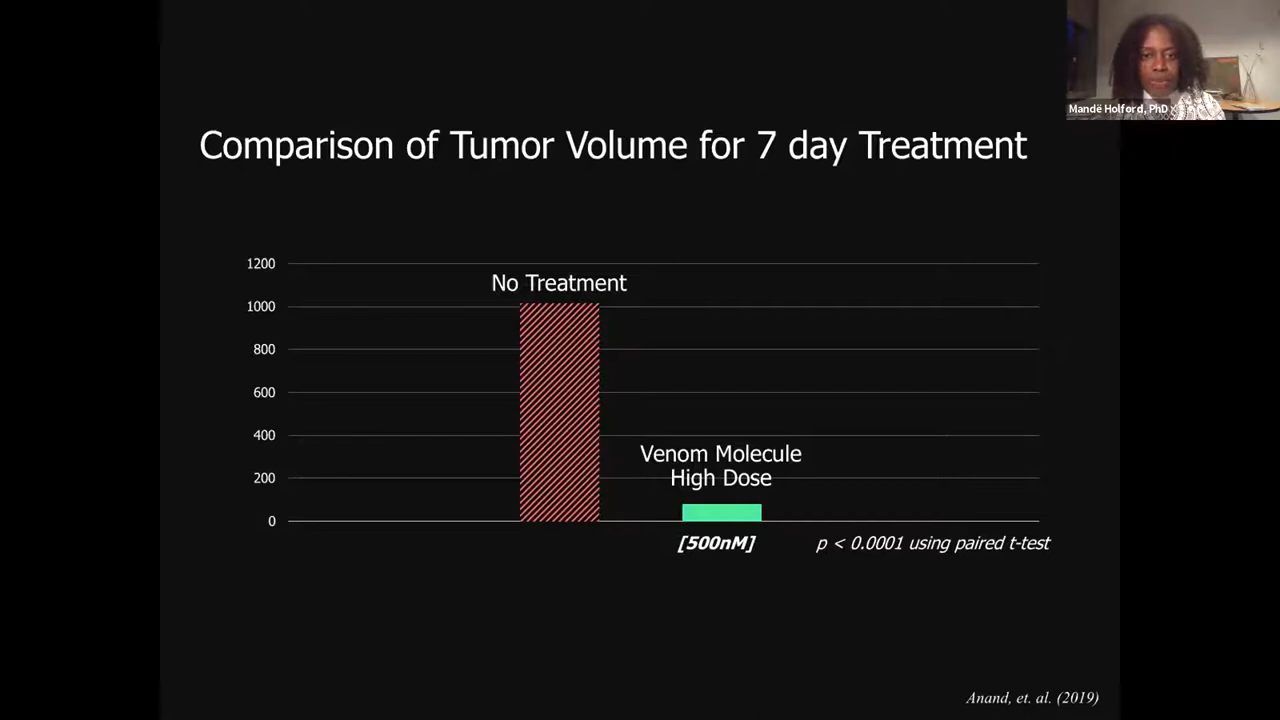 Mandë Holford, PhD
Comparison of Tumor Volume for 7 day Treatment
1200
1000
800
600
400
200
0
No Treatment
Venom Molecule
High Dose
[500nM]
p < 0.0001 using paired t-test
Anand, et. al. (2019)